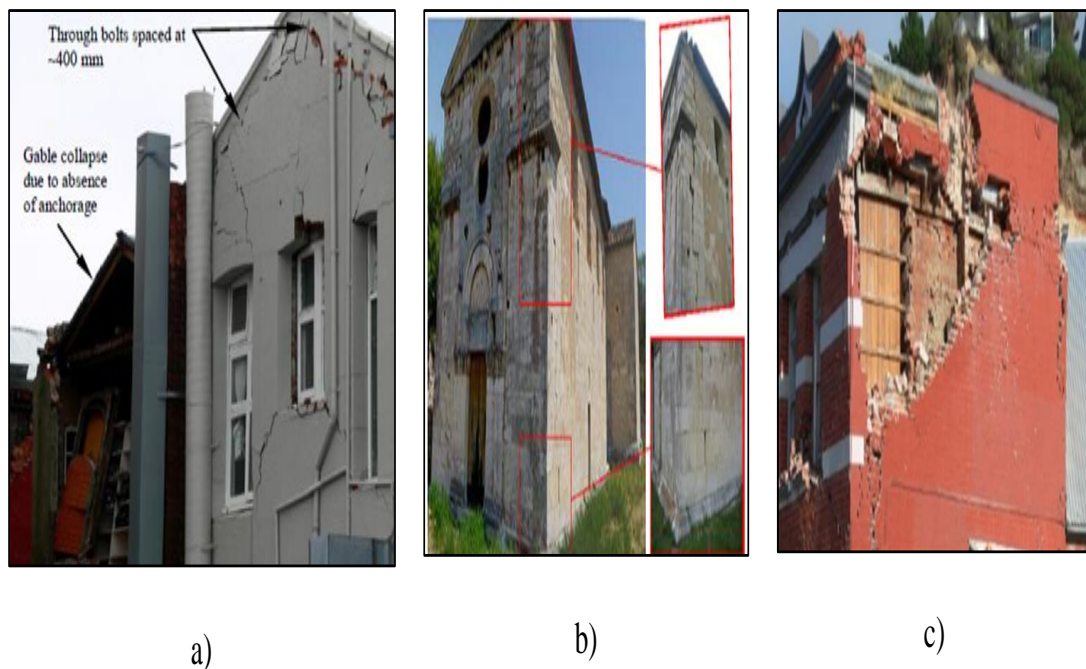 Through bolts spaced at
~400 mm
Gable collapse
due to absence
of anchorage
a)
b)
c)